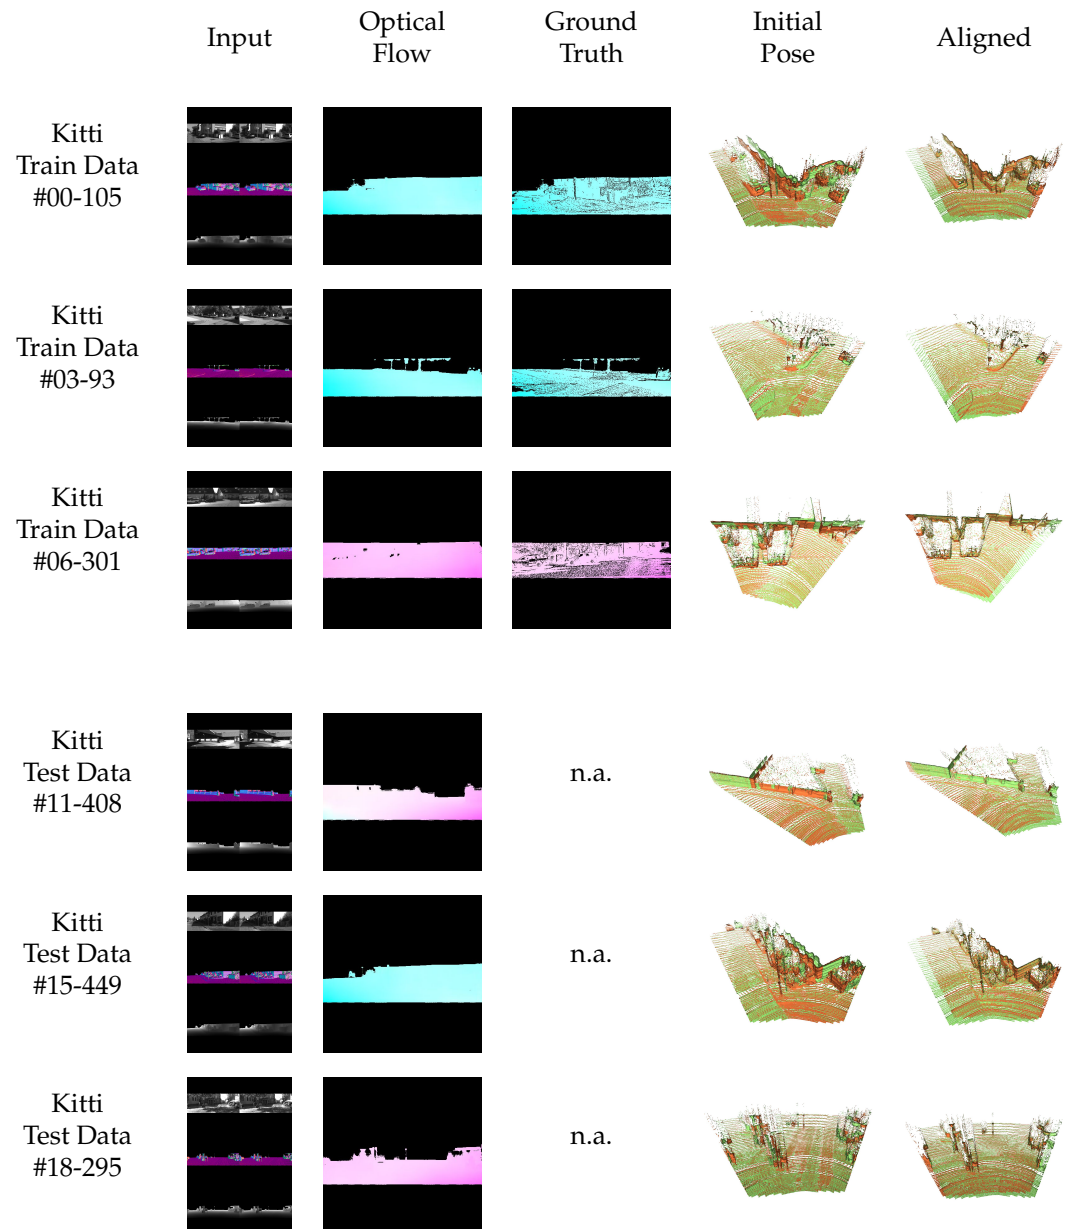 Input
Optical
Flow
Ground
Truth
Initial
Pose
Aligned
Kitti
Train Data
#00-105
Kitti
Train Data
#03-93
Kitti
Train Data
#06-301
Kitti
Test Data
#11-408
n.a.
Kitti
Test Data
#15-449
n.a.
Kitti
Test Data
#18-295
n.a.